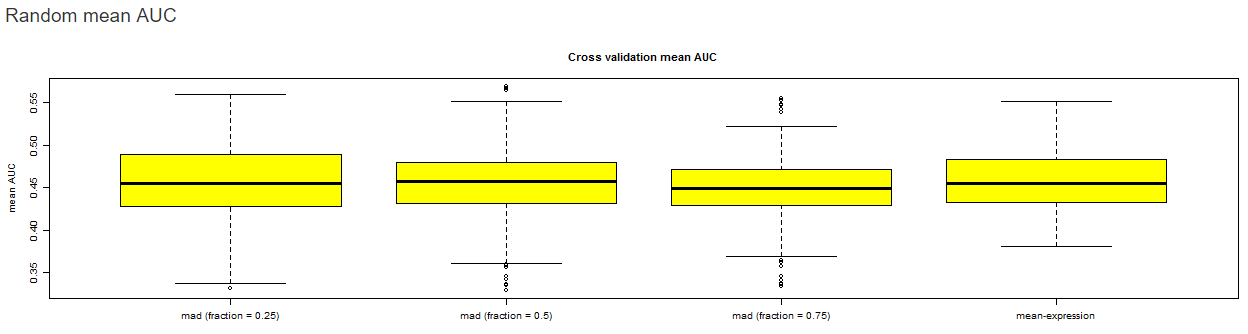 Random mean AUC
Cross validation mean AUC
mean AUC
0.55
0.50
0.45
0.40
0.35
mad (fraction = 0.25)
mad (fraction = 0.5)
mad (fraction = 0.75)
mean-expression